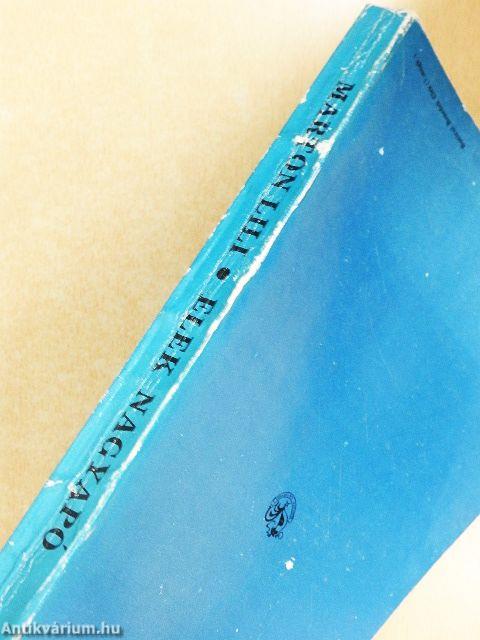 MARTON LILI • ELEK NAGYAPÓ
Antikvárium.hu